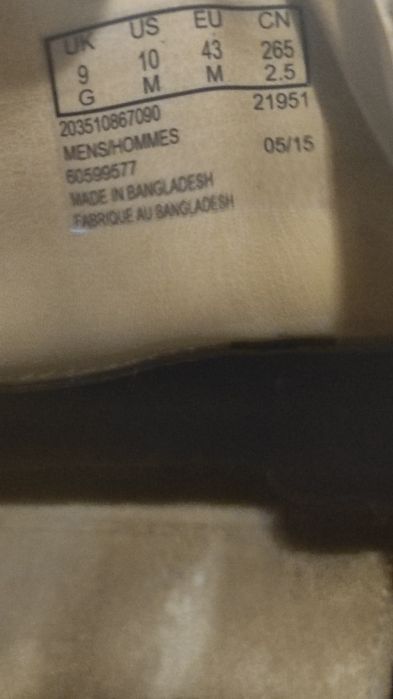 UK US EU CN
9 10 43 265
G M M 2.5
203510867090 21951
MENS/HOMMES
60599577 05/15
MADE IN BANGLADESH
FABRIQUE AU BANGLADESH